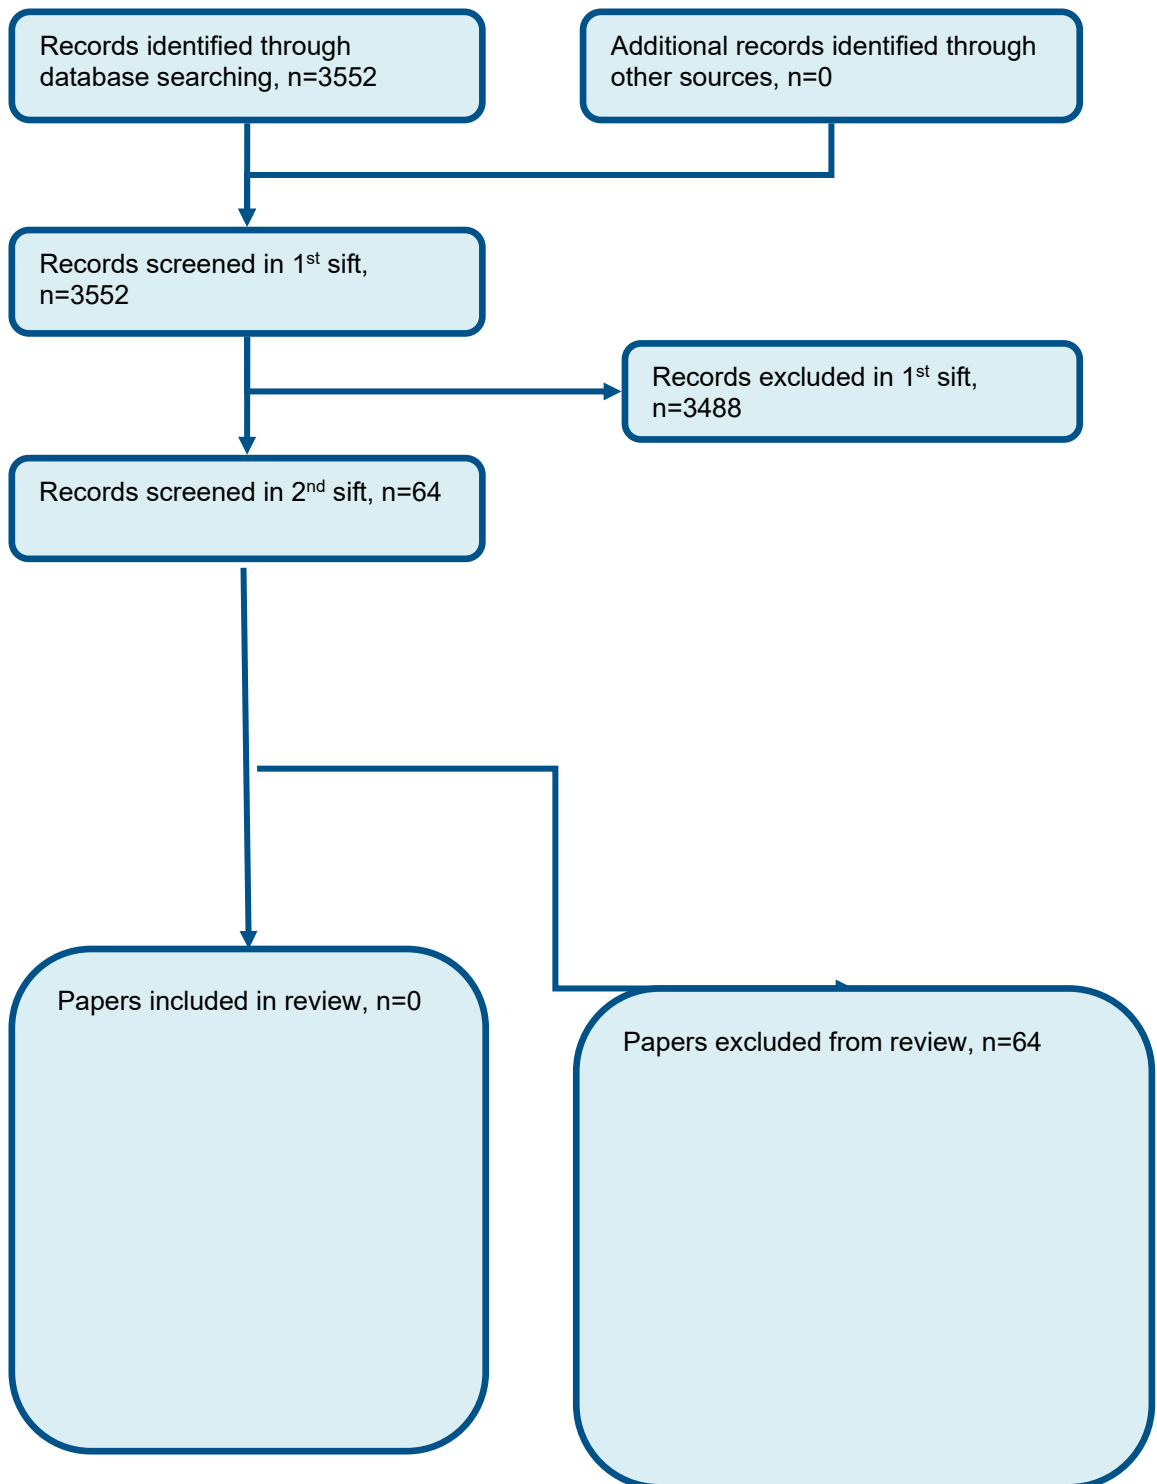 Records identified through
database searching, n=3552
Additional records identified through
other sources, n=0
Records screened in 1st sift,
n=3552
Records excluded in 1st sift,
n=3488
Records screened in 2nd sift, n=64
Papers included in review, n=0
Papers excluded from review, n=64